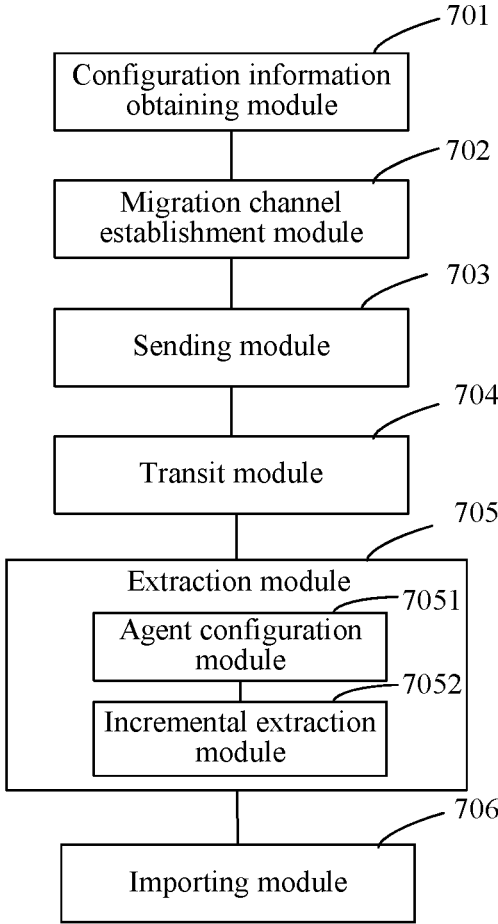 701
Configuration information
obtaining module
702
Migration channel
establishment module
703
Sending module
704
Transit module
705
Extraction module
7051
Agent configuration
module
7052
Incremental extraction
module
706
Importing module